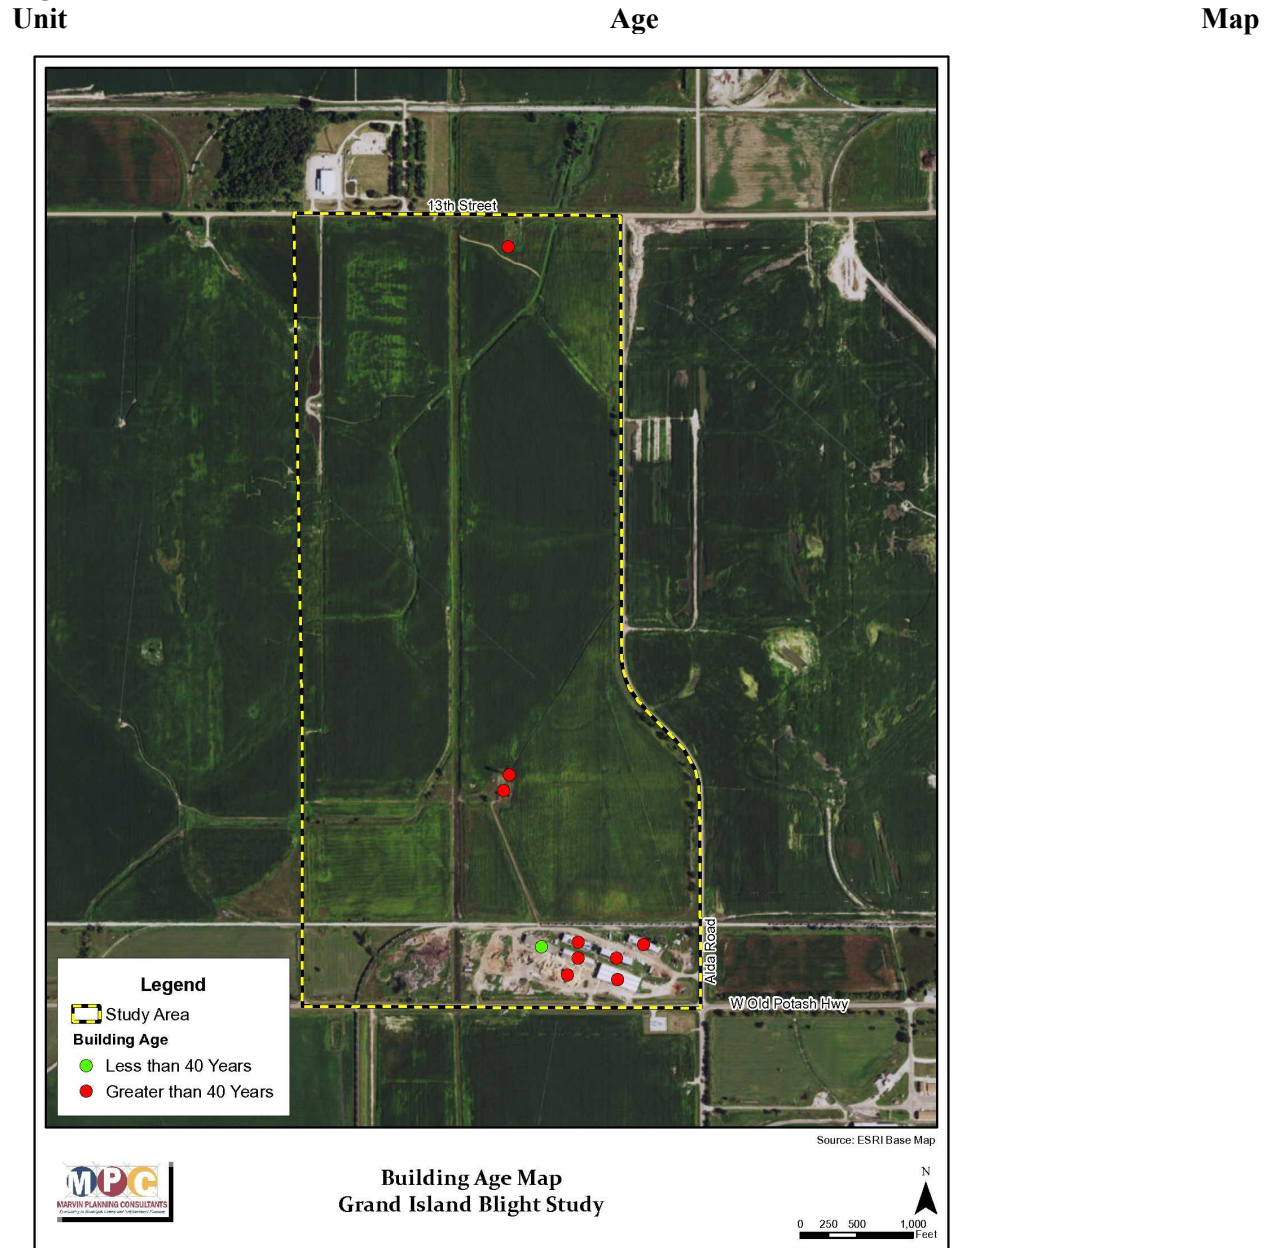 Unit Age Map
13th Street
Alda Road
W Old Potash Hwy
Legend
Study Area
Building Age
Less than 40 Years
Greater than 40 Years
Source: ESRI Base Map
MPC
MARVIN PLANNING CONSULTANTS
Building Age Map
Grand Island Blight Study
N
0 250 500 1,000
Feet